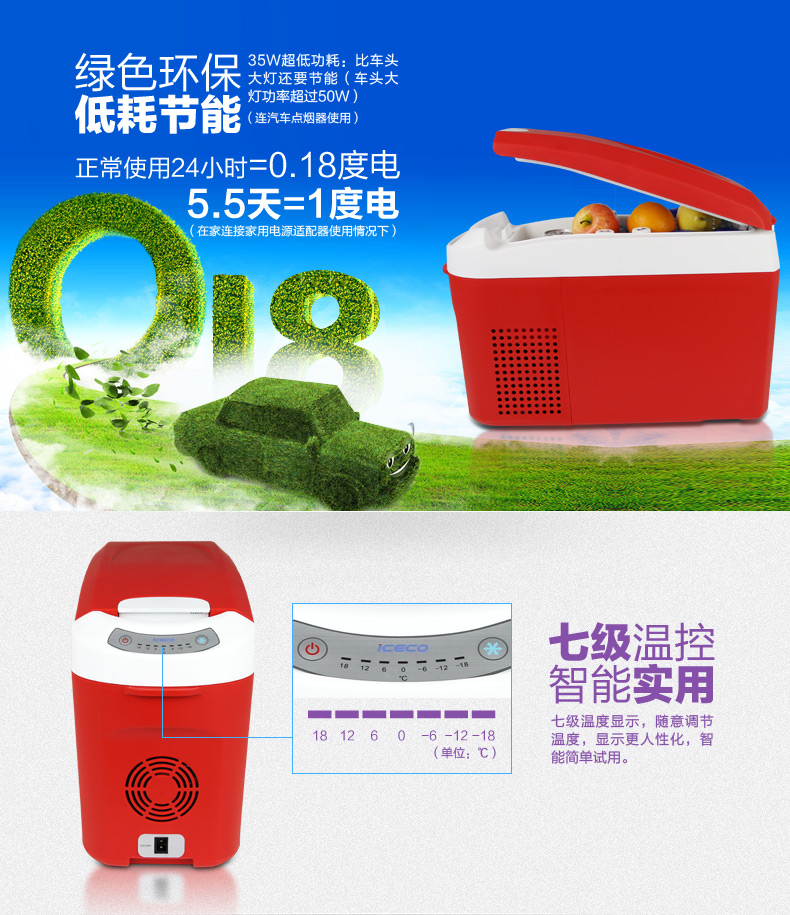 绿色环保
低耗节能
35W超低功耗：比车头
大灯还要节能（车头大
灯功率超过50W）
（连汽车点烟器使用）
正常使用24小时=0.18度电
5.5天=1度电
（在家连接家用电源适配器使用情况下）
018
ICECO
ICECO
18 12 6 0 -6 -12 -18
℃
18 12 6 0 -6 -12 -18
（单位：℃）
七级温控
智能实用
七级温度显示，随意调节
温度，显示更人性化，智
能简单试用。